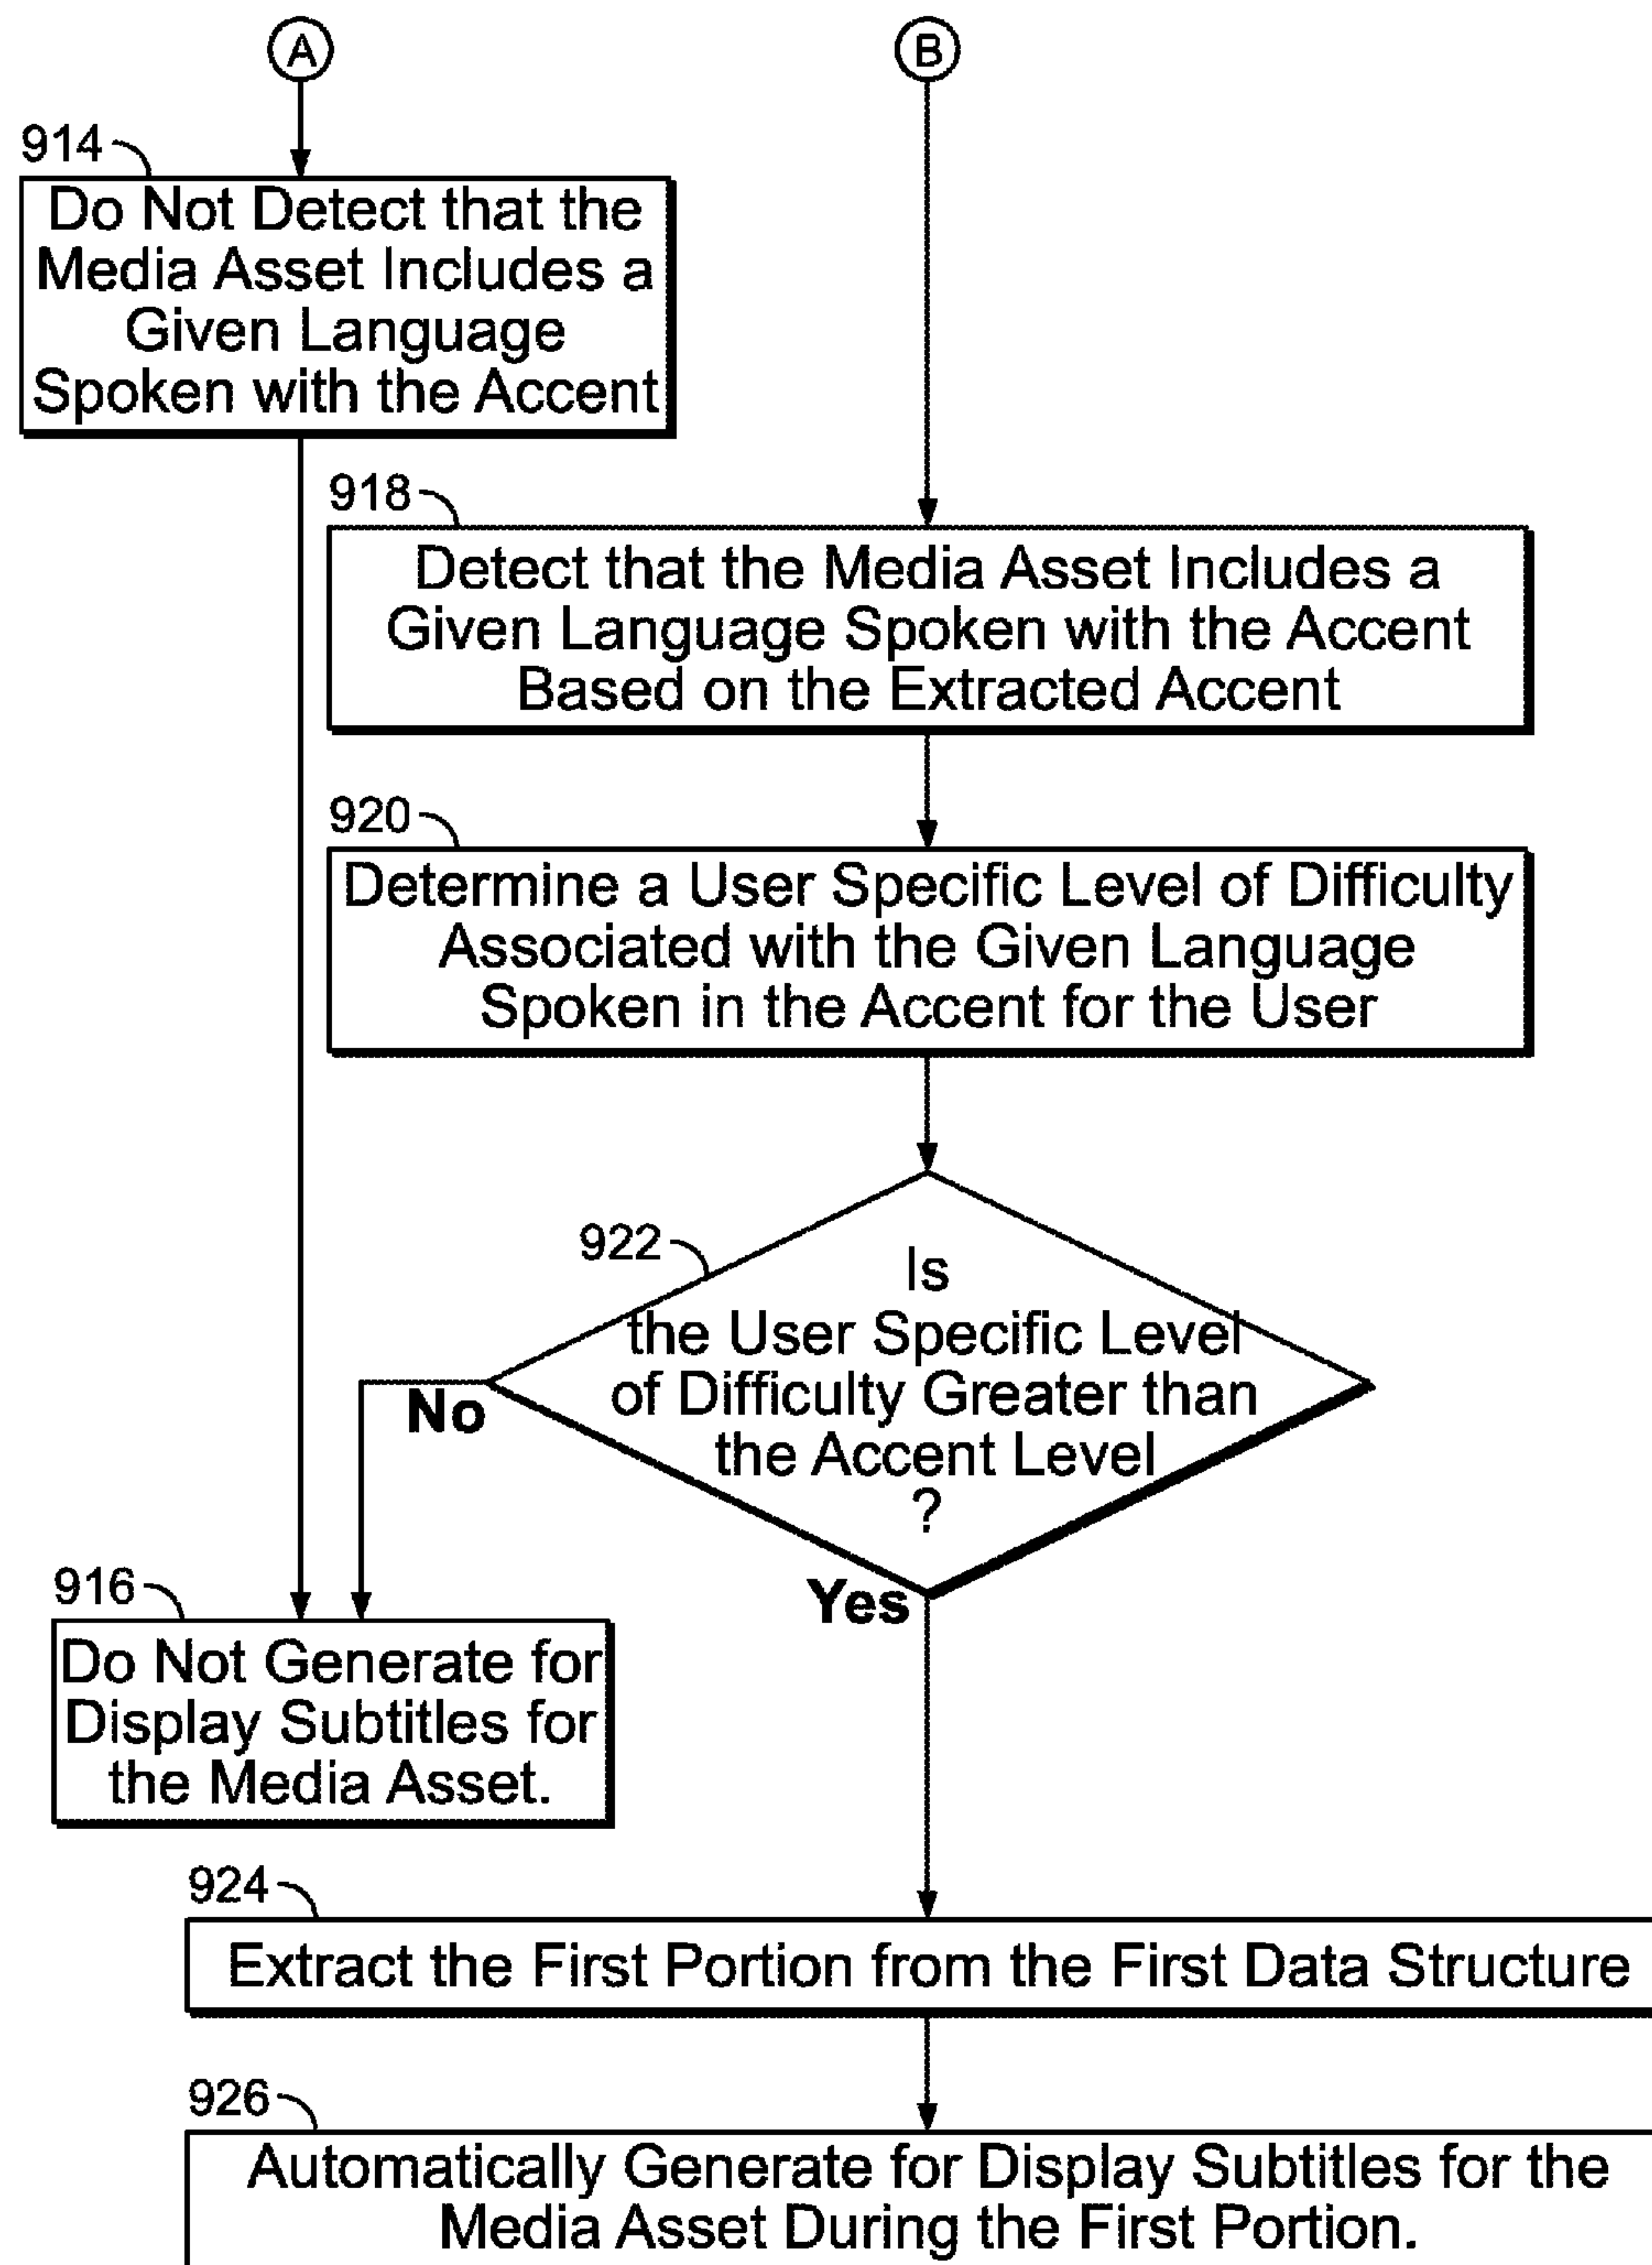 A
B
914
Do Not Detect that the
Media Asset Includes a
Given Language
Spoken with the Accent
918
Detect that the Media Asset Includes a
Given Language Spoken with the Accent
Based on the Extracted Accent
920
Determine a User Specific Level of Difficulty
Associated with the Given Language
Spoken in the Accent for the User
922
Is
the User Specific Level
of Difficulty Greater than
the Accent Level
?
No
Yes
916
Do Not Generate for
Display Subtitles for
the Media Asset.
924
Extract the First Portion from the First Data Structure
926
Automatically Generate for Display Subtitles for the
Media Asset During the First Portion.